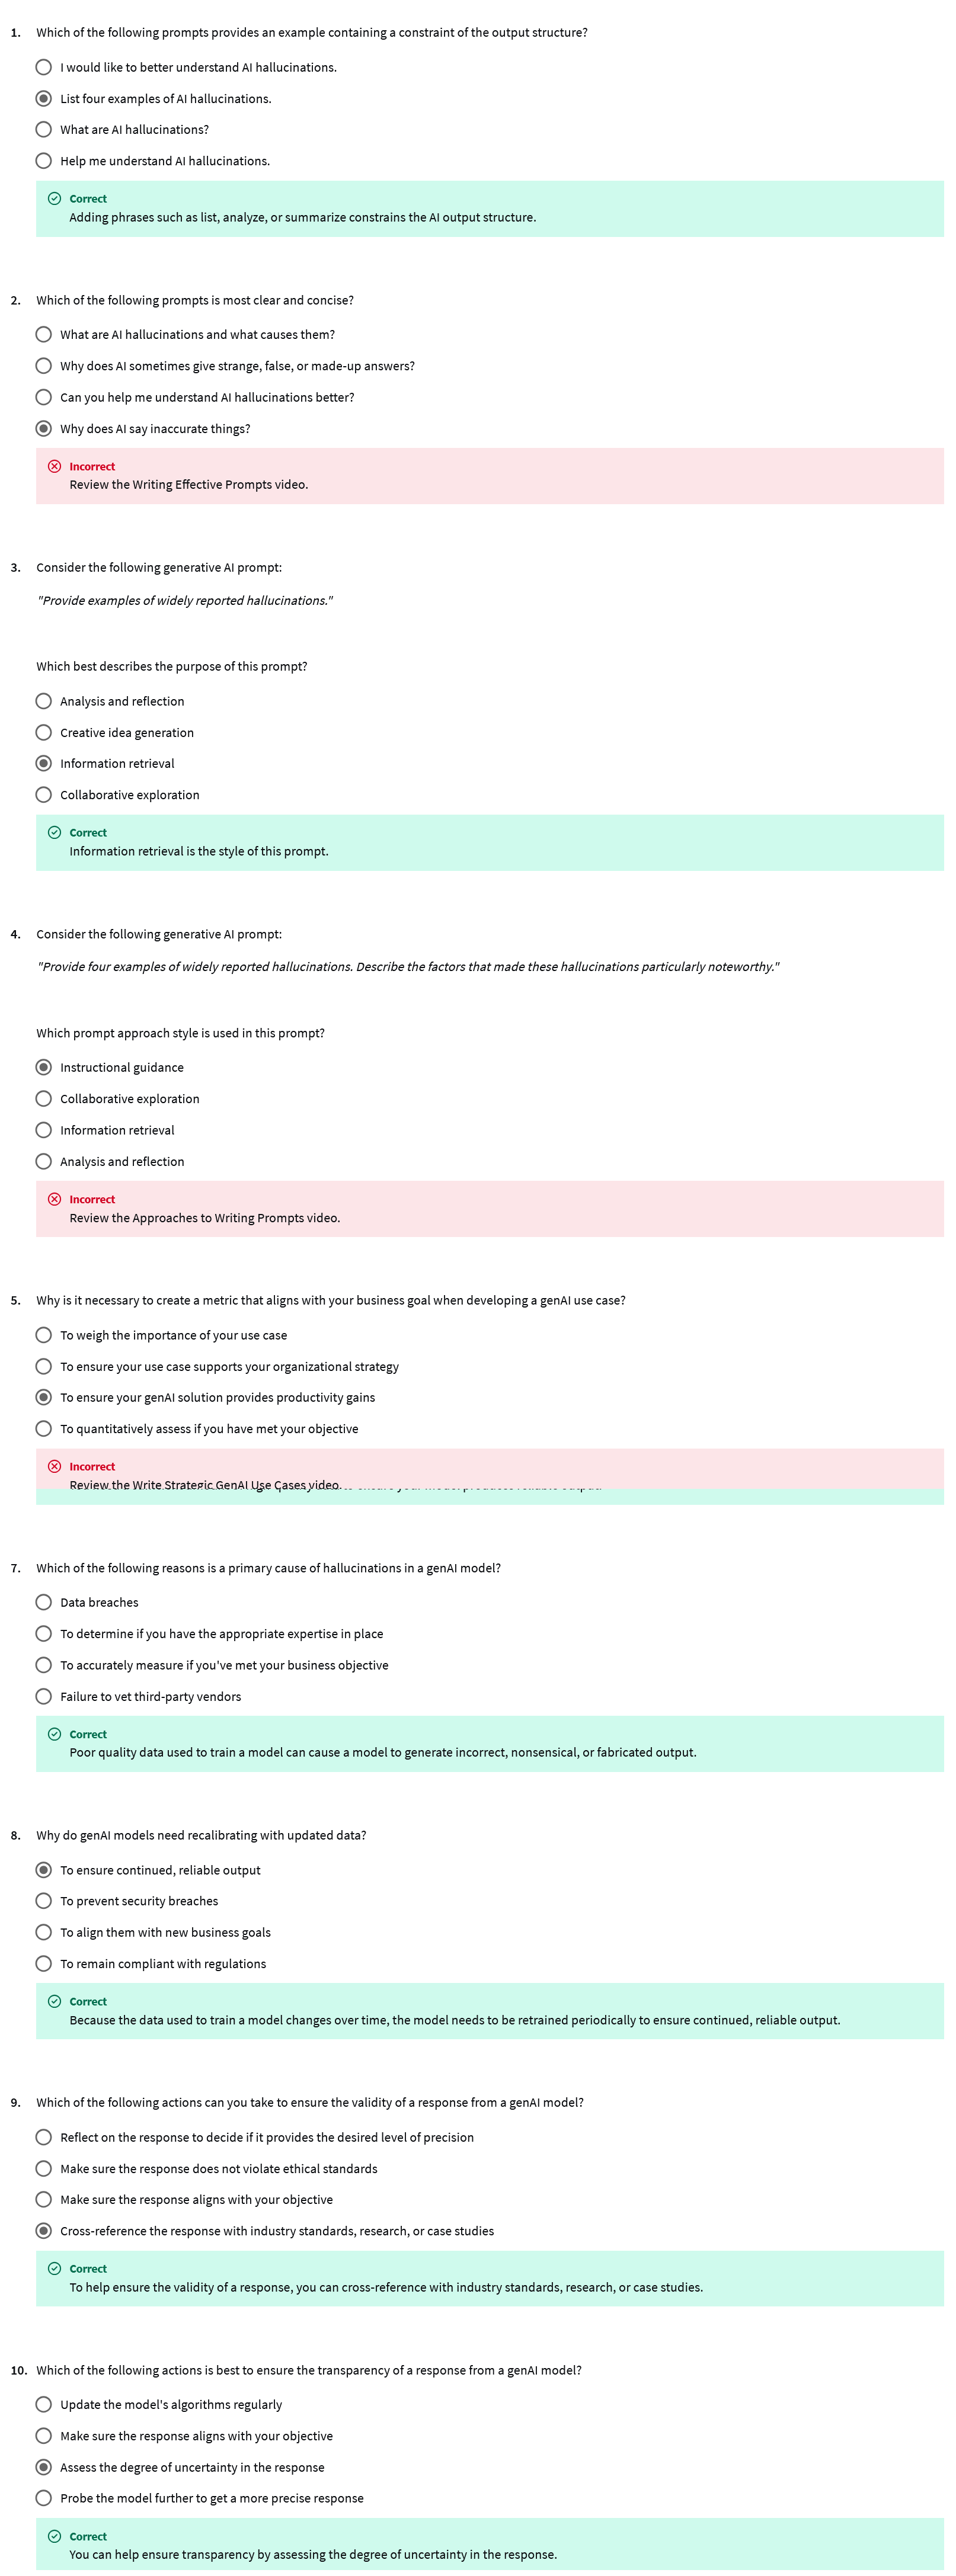 1. Which of the following prompts provides an example containing a constraint of the output structure?
I would like to better understand AI hallucinations.
List four examples of AI hallucinations.
What are AI hallucinations?
Help me understand AI hallucinations.
Correct
Adding phrases such as list, analyze, or summarize constrains the AI output structure.
2. Which of the following prompts is most clear and concise?
What are AI hallucinations and what causes them?
Why does AI sometimes give strange, false, or made-up answers?
Can you help me understand AI hallucinations better?
Why does AI say inaccurate things?
Incorrect
Review the Writing Effective Prompts video.
3. Consider the following generative AI prompt:
"Provide examples of widely reported hallucinations."
Which best describes the purpose of this prompt?
Analysis and reflection
Creative idea generation
Information retrieval
Collaborative exploration
Correct
Information retrieval is the style of this prompt.
4. Consider the following generative AI prompt:
"Provide four examples of widely reported hallucinations. Describe the factors that made these hallucinations particularly noteworthy."
Which prompt approach style is used in this prompt?
Instructional guidance
Collaborative exploration
Information retrieval
Analysis and reflection
Incorrect
Review the Approaches to Writing Prompts video.
5. Why is it necessary to create a metric that aligns with your business goal when developing a genAI use case?
To weigh the importance of your use case
To ensure your use case supports your organizational strategy
To ensure your genAI solution provides productivity gains
To quantitatively assess if you have met your objective
Incorrect
Review the Write Strategic GenAI Use Cases video.
7. Which of the following reasons is a primary cause of hallucinations in a genAI model?
Data breaches
To determine if you have the appropriate expertise in place
To accurately measure if you've met your business objective
Failure to vet third-party vendors
Correct
Poor quality data used to train a model can cause a model to generate incorrect, nonsensical, or fabricated output.
8. Why do genAI models need recalibrating with updated data?
To ensure continued, reliable output
To prevent security breaches
To align them with new business goals
To remain compliant with regulations
Correct
Because the data used to train a model changes over time, the model needs to be retrained periodically to ensure continued, reliable output.
9. Which of the following actions can you take to ensure the validity of a response from a genAI model?
Reflect on the response to decide if it provides the desired level of precision
Make sure the response does not violate ethical standards
Make sure the response aligns with your objective
Cross-reference the response with industry standards, research, or case studies
Correct
To help ensure the validity of a response, you can cross-reference with industry standards, research, or case studies.
10. Which of the following actions is best to ensure the transparency of a response from a genAI model?
Update the model's algorithms regularly
Make sure the response aligns with your objective
Assess the degree of uncertainty in the response
Probe the model further to get a more precise response
Correct
You can help ensure transparency by assessing the degree of uncertainty in the response.